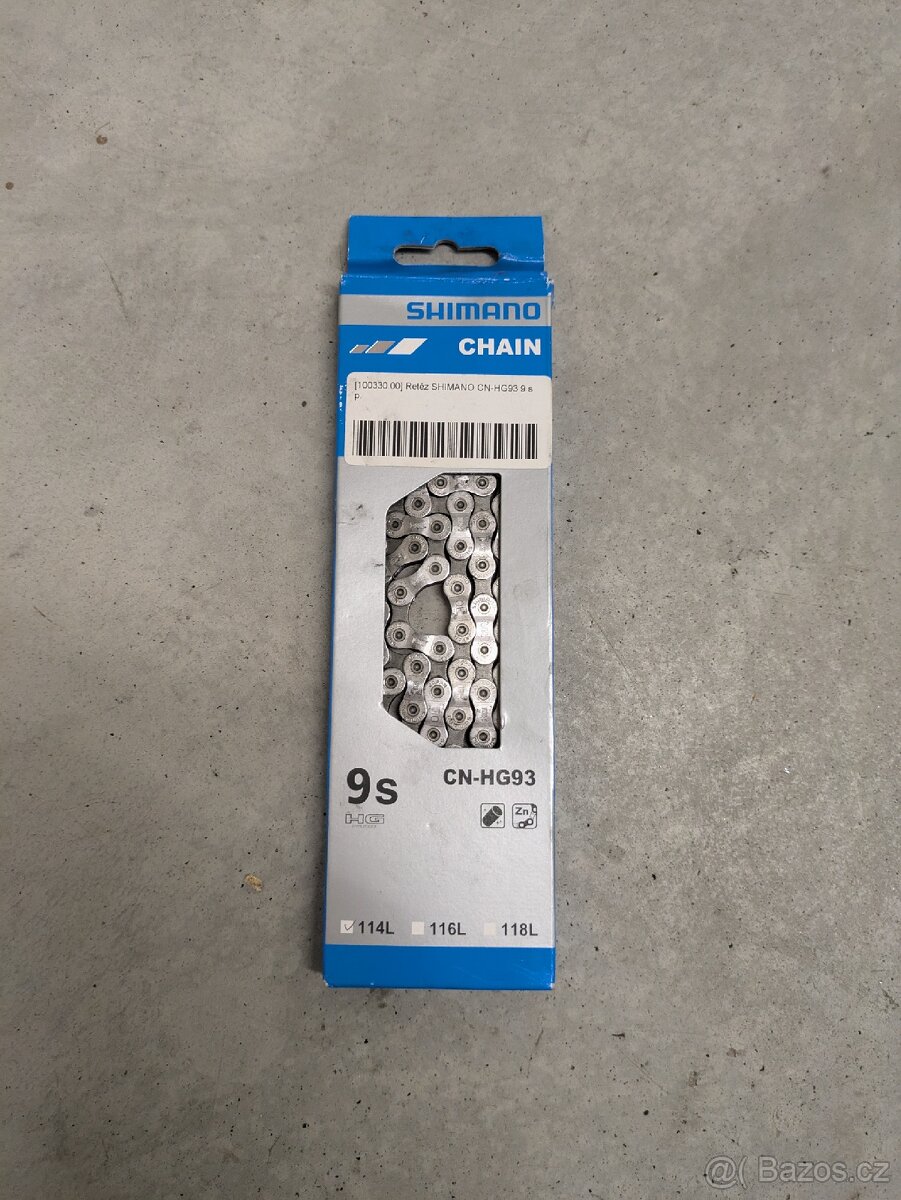 SHIMANO
CHAIN
[100330.00] Retěz SHIMANO CN-HG93 9 s
p.
9s
CN-HG93
HG
Zn
114L 116L 118L
@( Bazos.cz